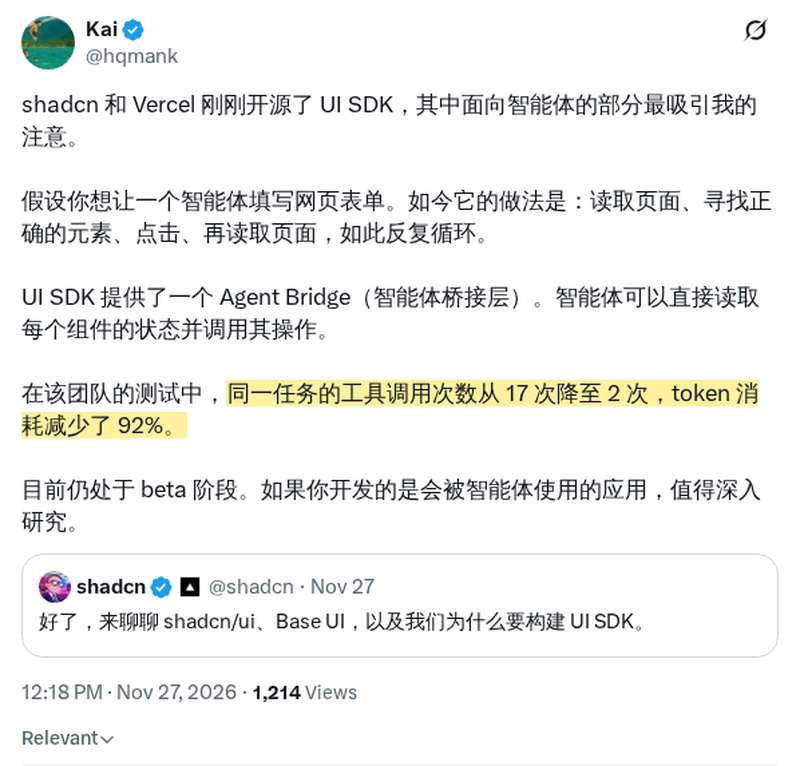 Kai
@hqmank
shadcn 和 Vercel 刚刚开源了 UI SDK，其中面向智能体的部分最吸引我的
注意。
假设你想让一个智能体填写网页表单。如今它的做法是：读取页面、寻找正
确的元素、点击、再读取页面，如此反复循环。
UI SDK 提供了一个 Agent Bridge（智能体桥接层）。智能体可以直接读取
每个组件的状态并调用其操作。
在该团队的测试中，同一任务的工具调用次数从 17 次降至 2 次，token 消
耗减少了 92%。
目前仍处于 beta 阶段。如果你开发的是会被智能体使用的应用，值得深入
研究。
shadcn @shadcn · Nov 27
好了，来聊聊 shadcn/ui、Base UI，以及我们为什么要构建 UI SDK。
12:18 PM · Nov 27, 2026 · 1,214 Views
Relevant